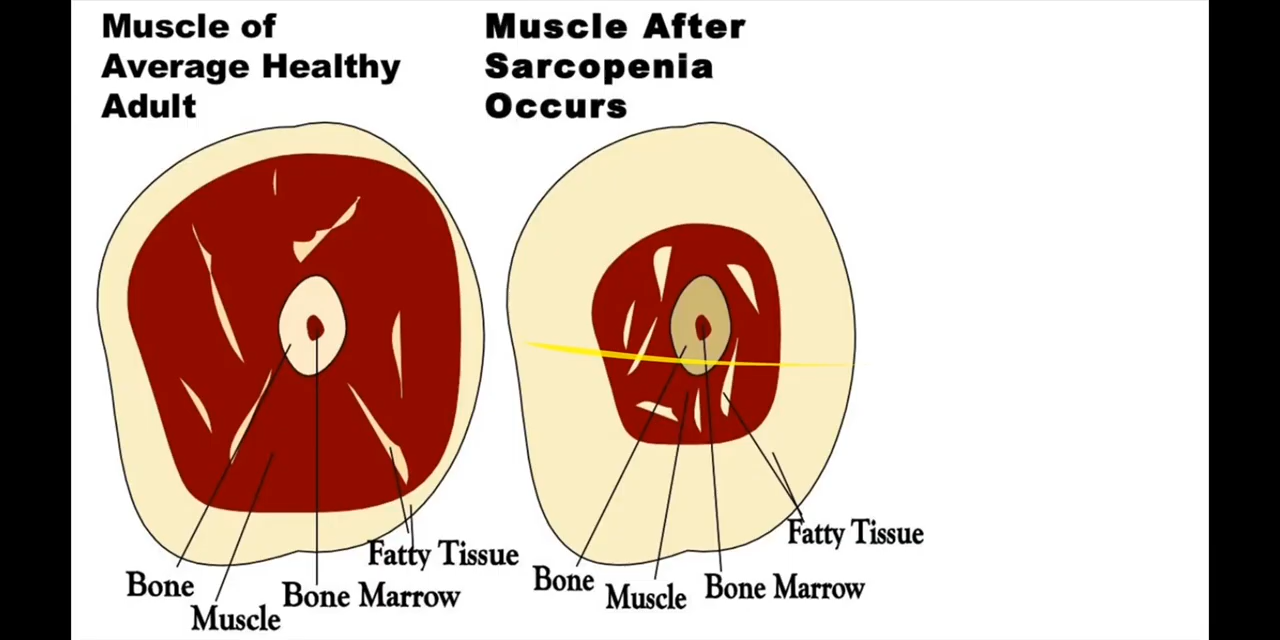 Muscle of
Average Healthy
Adult
Muscle After
Sarcopenia
Occurs
Fatty Tissue
Bone
Bone Marrow
Muscle
Fatty Tissue
Bone
Muscle
Bone Marrow